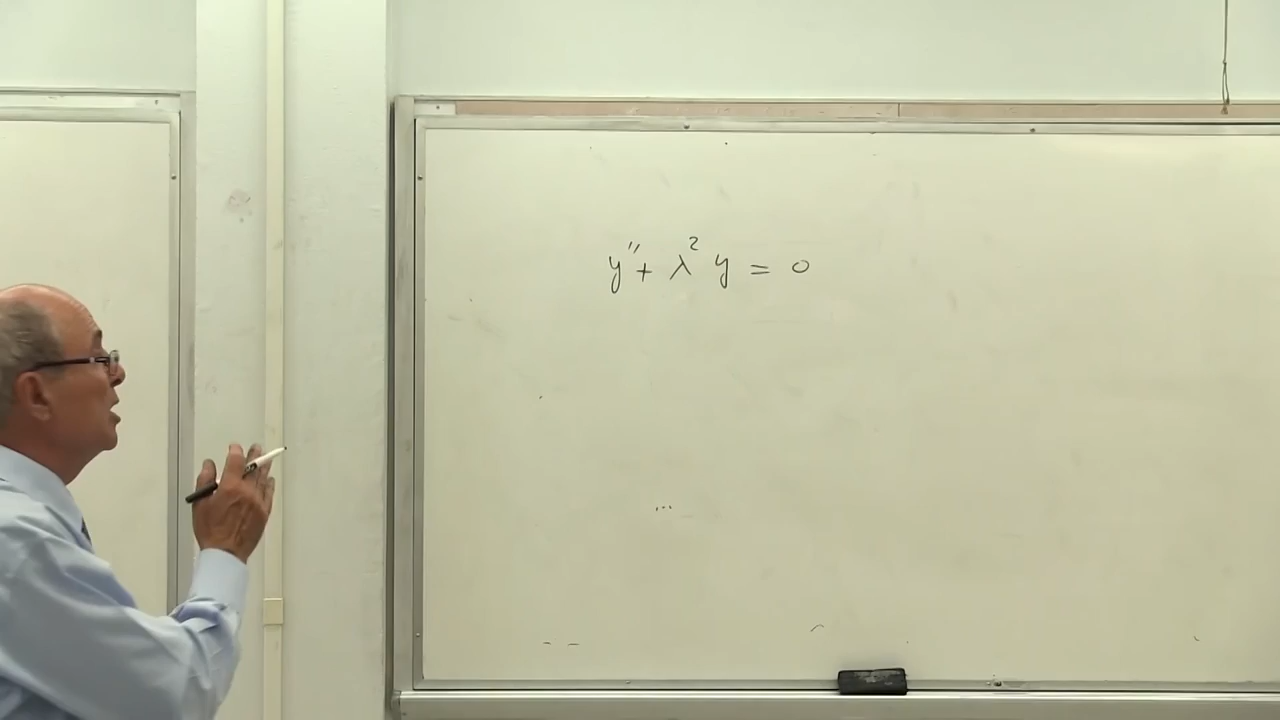 y'' + λ² y = 0